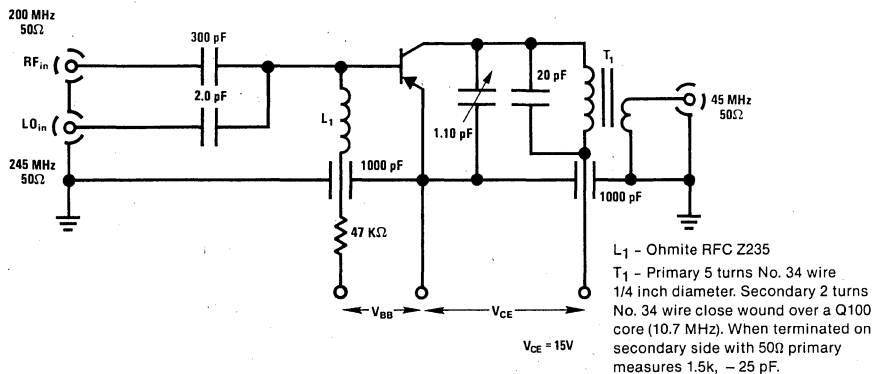 200 MHz
50Ω
RFin
300 pF
2.0 pF
LOin
245 MHz
50Ω
L1
1000 pF
47 KΩ
VBB
VCE
1.10 pF
20 pF
T1
45 MHz
50Ω
1000 pF
VCE = 15V
L1 – Ohmite RFC Z235
T1 – Primary 5 turns No. 34 wire
1/4 inch diameter. Secondary 2 turns
No. 34 wire close wound over a Q100
core (10.7 MHz). When terminated on
secondary side with 50Ω primary
measures 1.5k, – 25 pF.